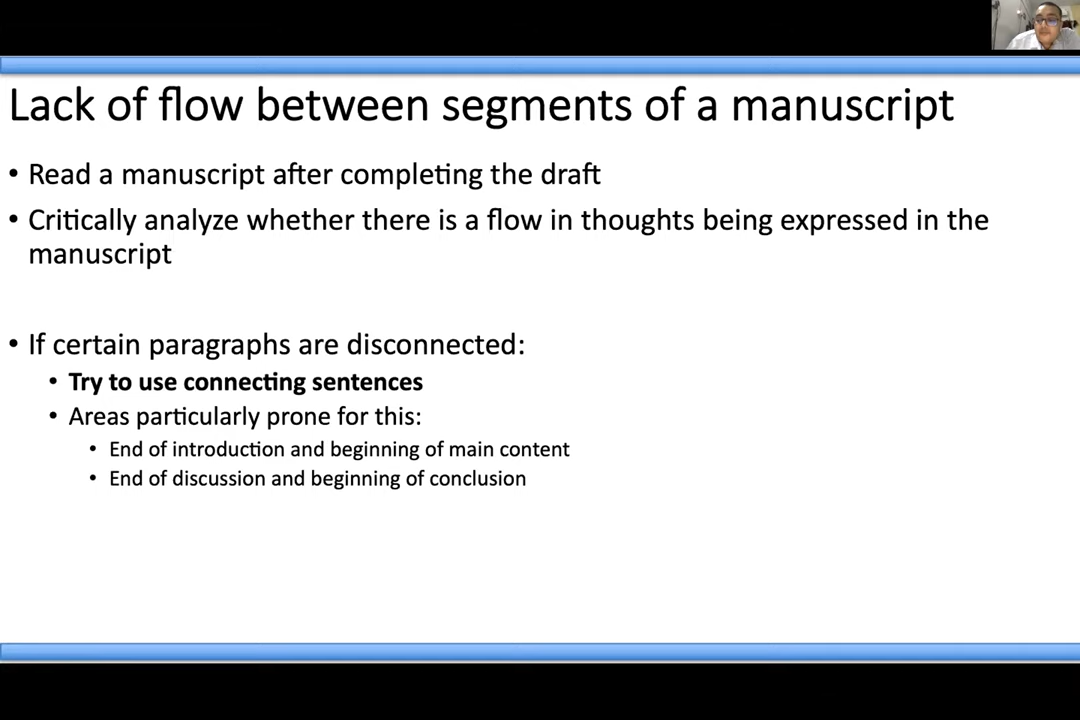 Lack of flow between segments of a manuscript
• Read a manuscript after completing the draft
• Critically analyze whether there is a flow in thoughts being expressed in the
manuscript
• If certain paragraphs are disconnected:
• Try to use connecting sentences
• Areas particularly prone for this:
• End of introduction and beginning of main content
• End of discussion and beginning of conclusion